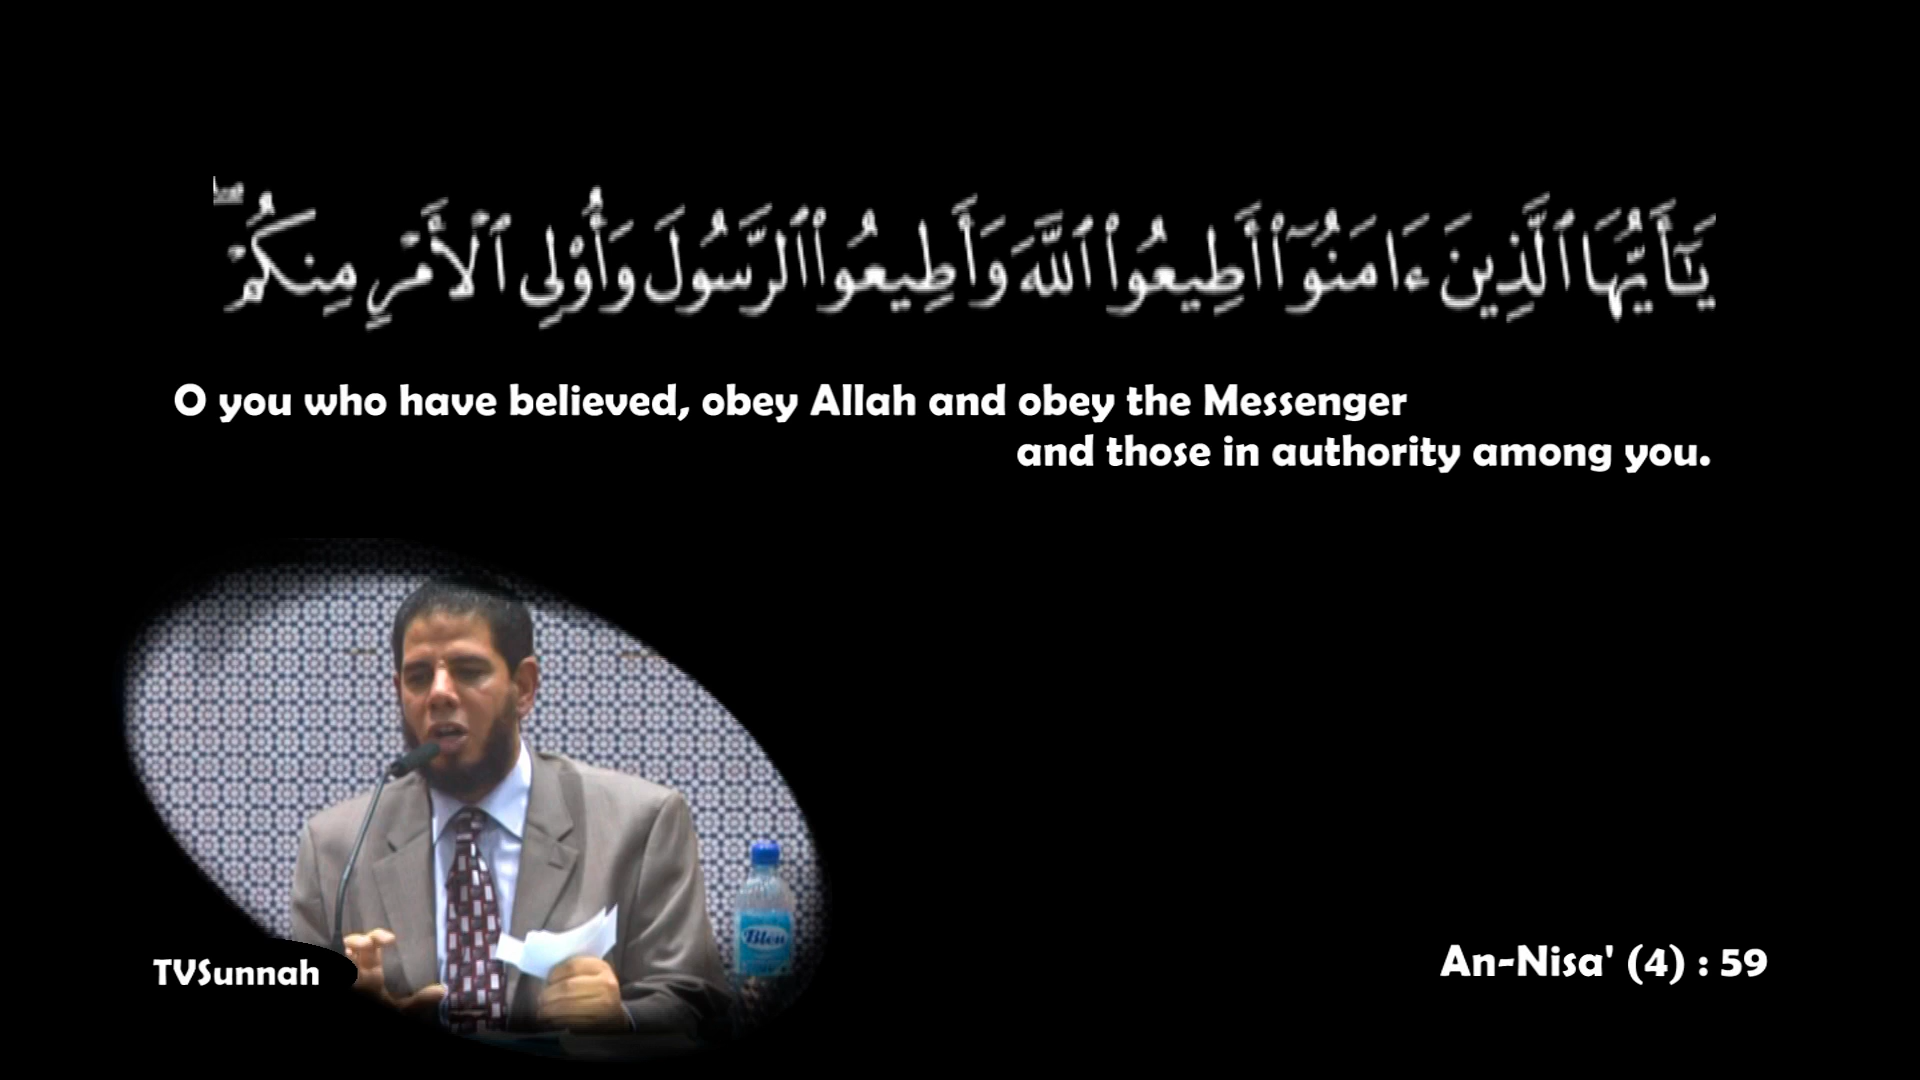 يَـٰٓأَيُّهَا ٱلَّذِينَ ءَامَنُوٓا۟ أَطِيعُوا۟ ٱللَّهَ وَأَطِيعُوا۟ ٱلرَّسُولَ وَأُو۟لِى ٱلْأَمْرِ مِنكُمْ ۖ
O you who have believed, obey Allah and obey the Messenger
and those in authority among you.
Bleu
TVSunnah
An-Nisa' (4) : 59